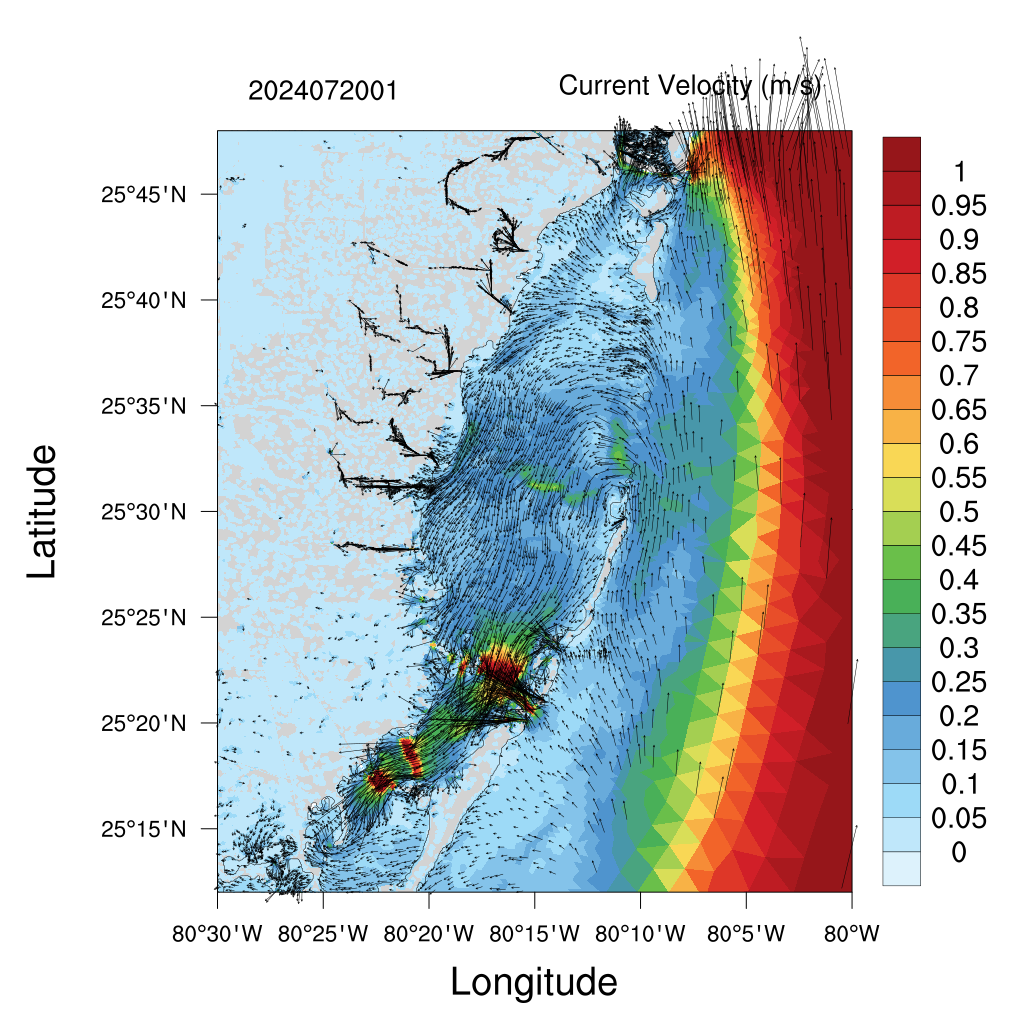 2024072001
Current Velocity (m/s)
25°45'N
25°40'N
25°35'N
25°30'N
25°25'N
25°20'N
25°15'N
Latitude
80°30'W 80°25'W 80°20'W 80°15'W 80°10'W 80°5'W 80°W
Longitude
1
0.95
0.9
0.85
0.8
0.75
0.7
0.65
0.6
0.55
0.5
0.45
0.4
0.35
0.3
0.25
0.2
0.15
0.1
0.05
0